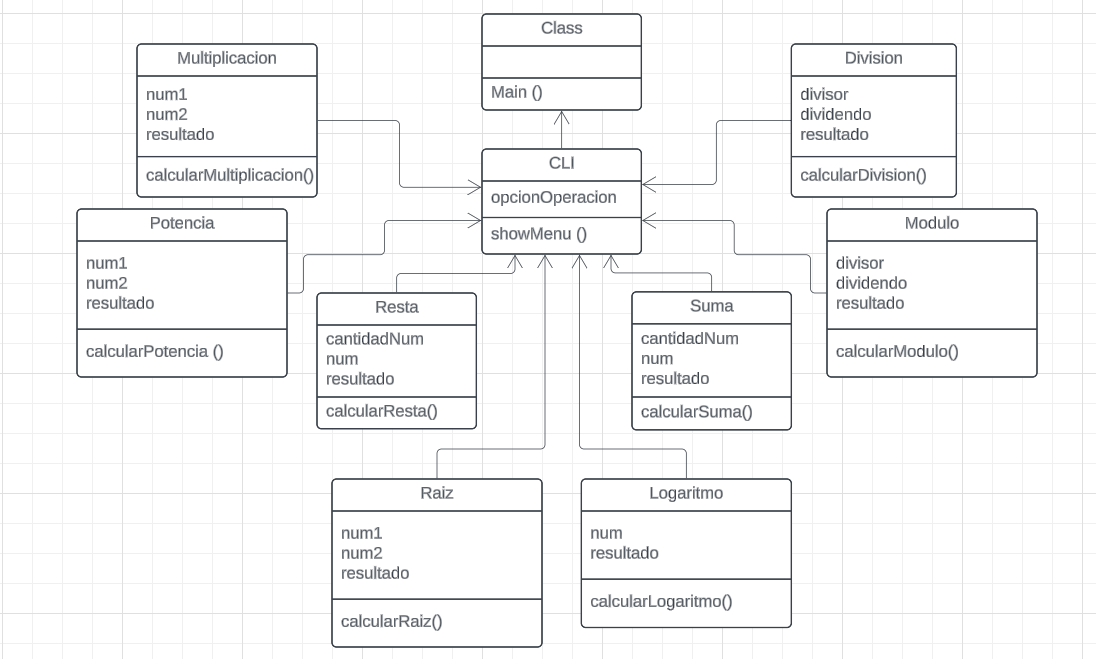 Class
Main ()
Multiplicacion
num1
num2
resultado
calcularMultiplicacion()
Division
divisor
dividendo
resultado
calcularDivision()
CLI
opcionOperacion
showMenu ()
Potencia
num1
num2
resultado
calcularPotencia ()
Modulo
divisor
dividendo
resultado
calcularModulo()
Resta
cantidadNum
num
resultado
calcularResta()
Suma
cantidadNum
num
resultado
calcularSuma()
Raiz
num1
num2
resultado
calcularRaiz()
Logaritmo
num
resultado
calcularLogaritmo()